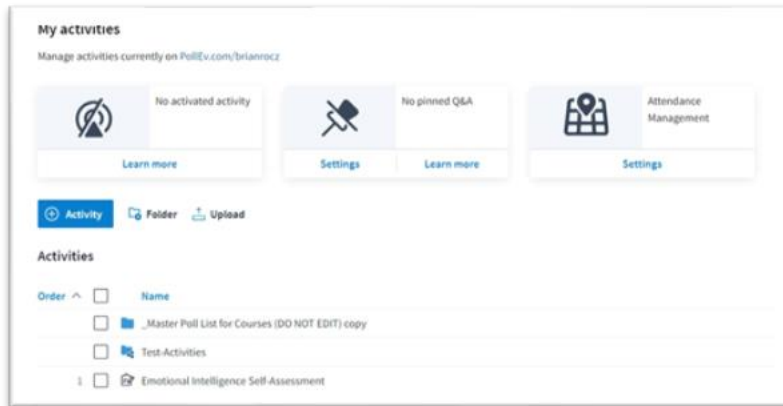 My activities
Manage activities currently on PollEv.com/brianrocz
No activated activity
Learn more
No pinned Q&A
Settings Learn more
Attendance
Management
Settings
Activity Folder Upload
Activities
Order Name
_Master Poll List for Courses (DO NOT EDIT) copy
Test-Activities
1 Emotional Intelligence Self-Assessment